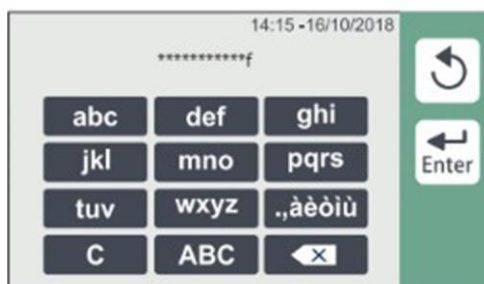 14:15 -16/10/2018
***********f
abc def ghi
jkl mno pqrs
Enter
tuv wxyz .,àèòìù
C ABC